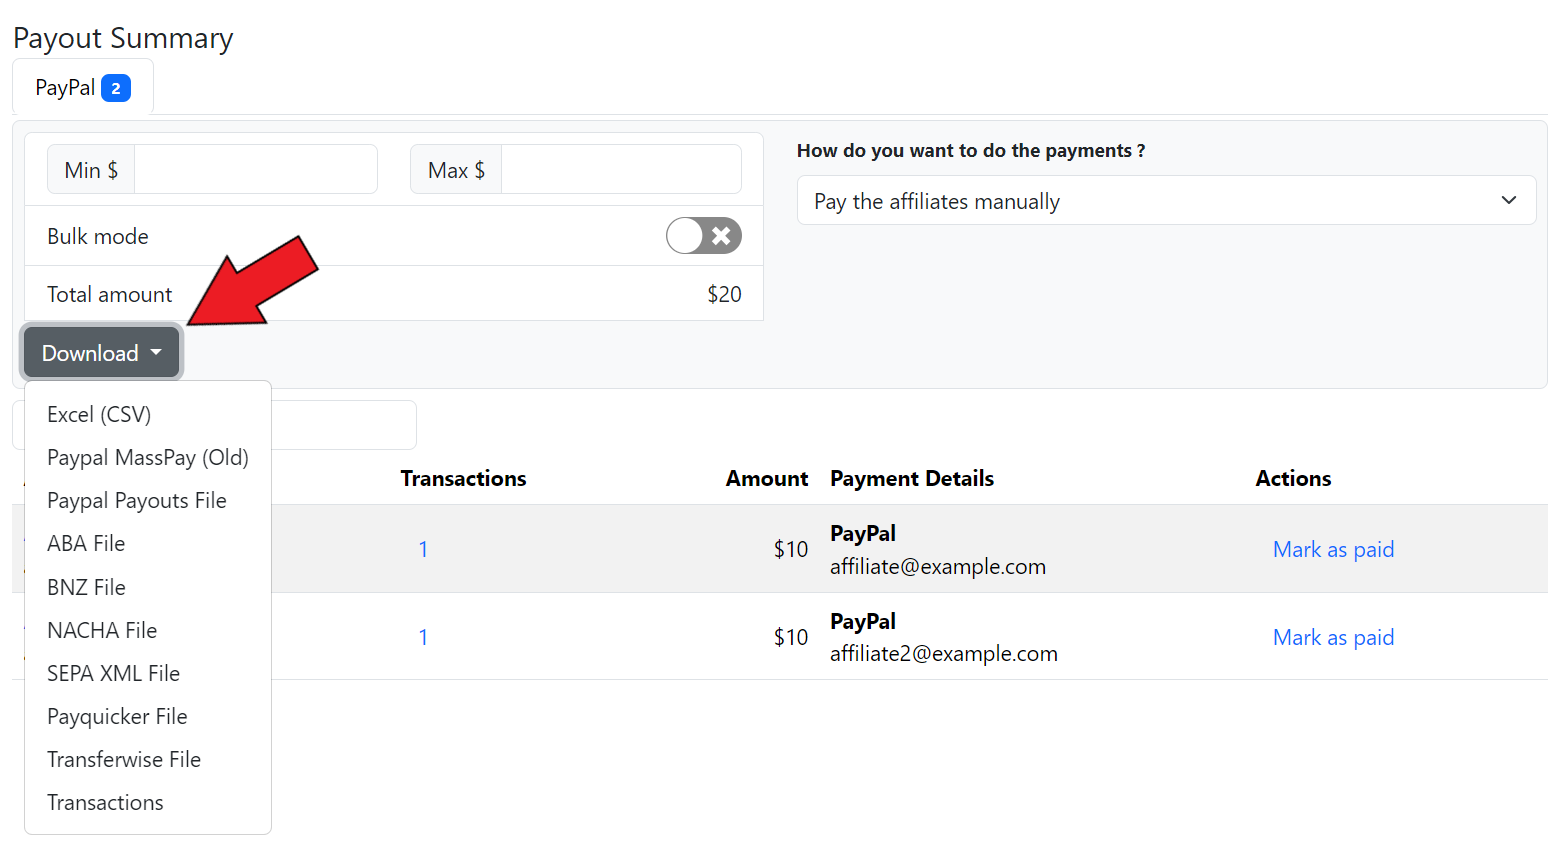 Payout Summary
PayPal 2
Min $
Max $
How do you want to do the payments ?
Pay the affiliates manually
Bulk mode
Total amount $20
Download
Excel (CSV)
Paypal MassPay (Old)
Paypal Payouts File
ABA File
BNZ File
NACHA File
SEPA XML File
Payquicker File
Transferwise File
Transactions
Transactions Amount Payment Details Actions
1 $10 PayPal Mark as paid
affiliate@example.com
1 $10 PayPal Mark as paid
affiliate2@example.com